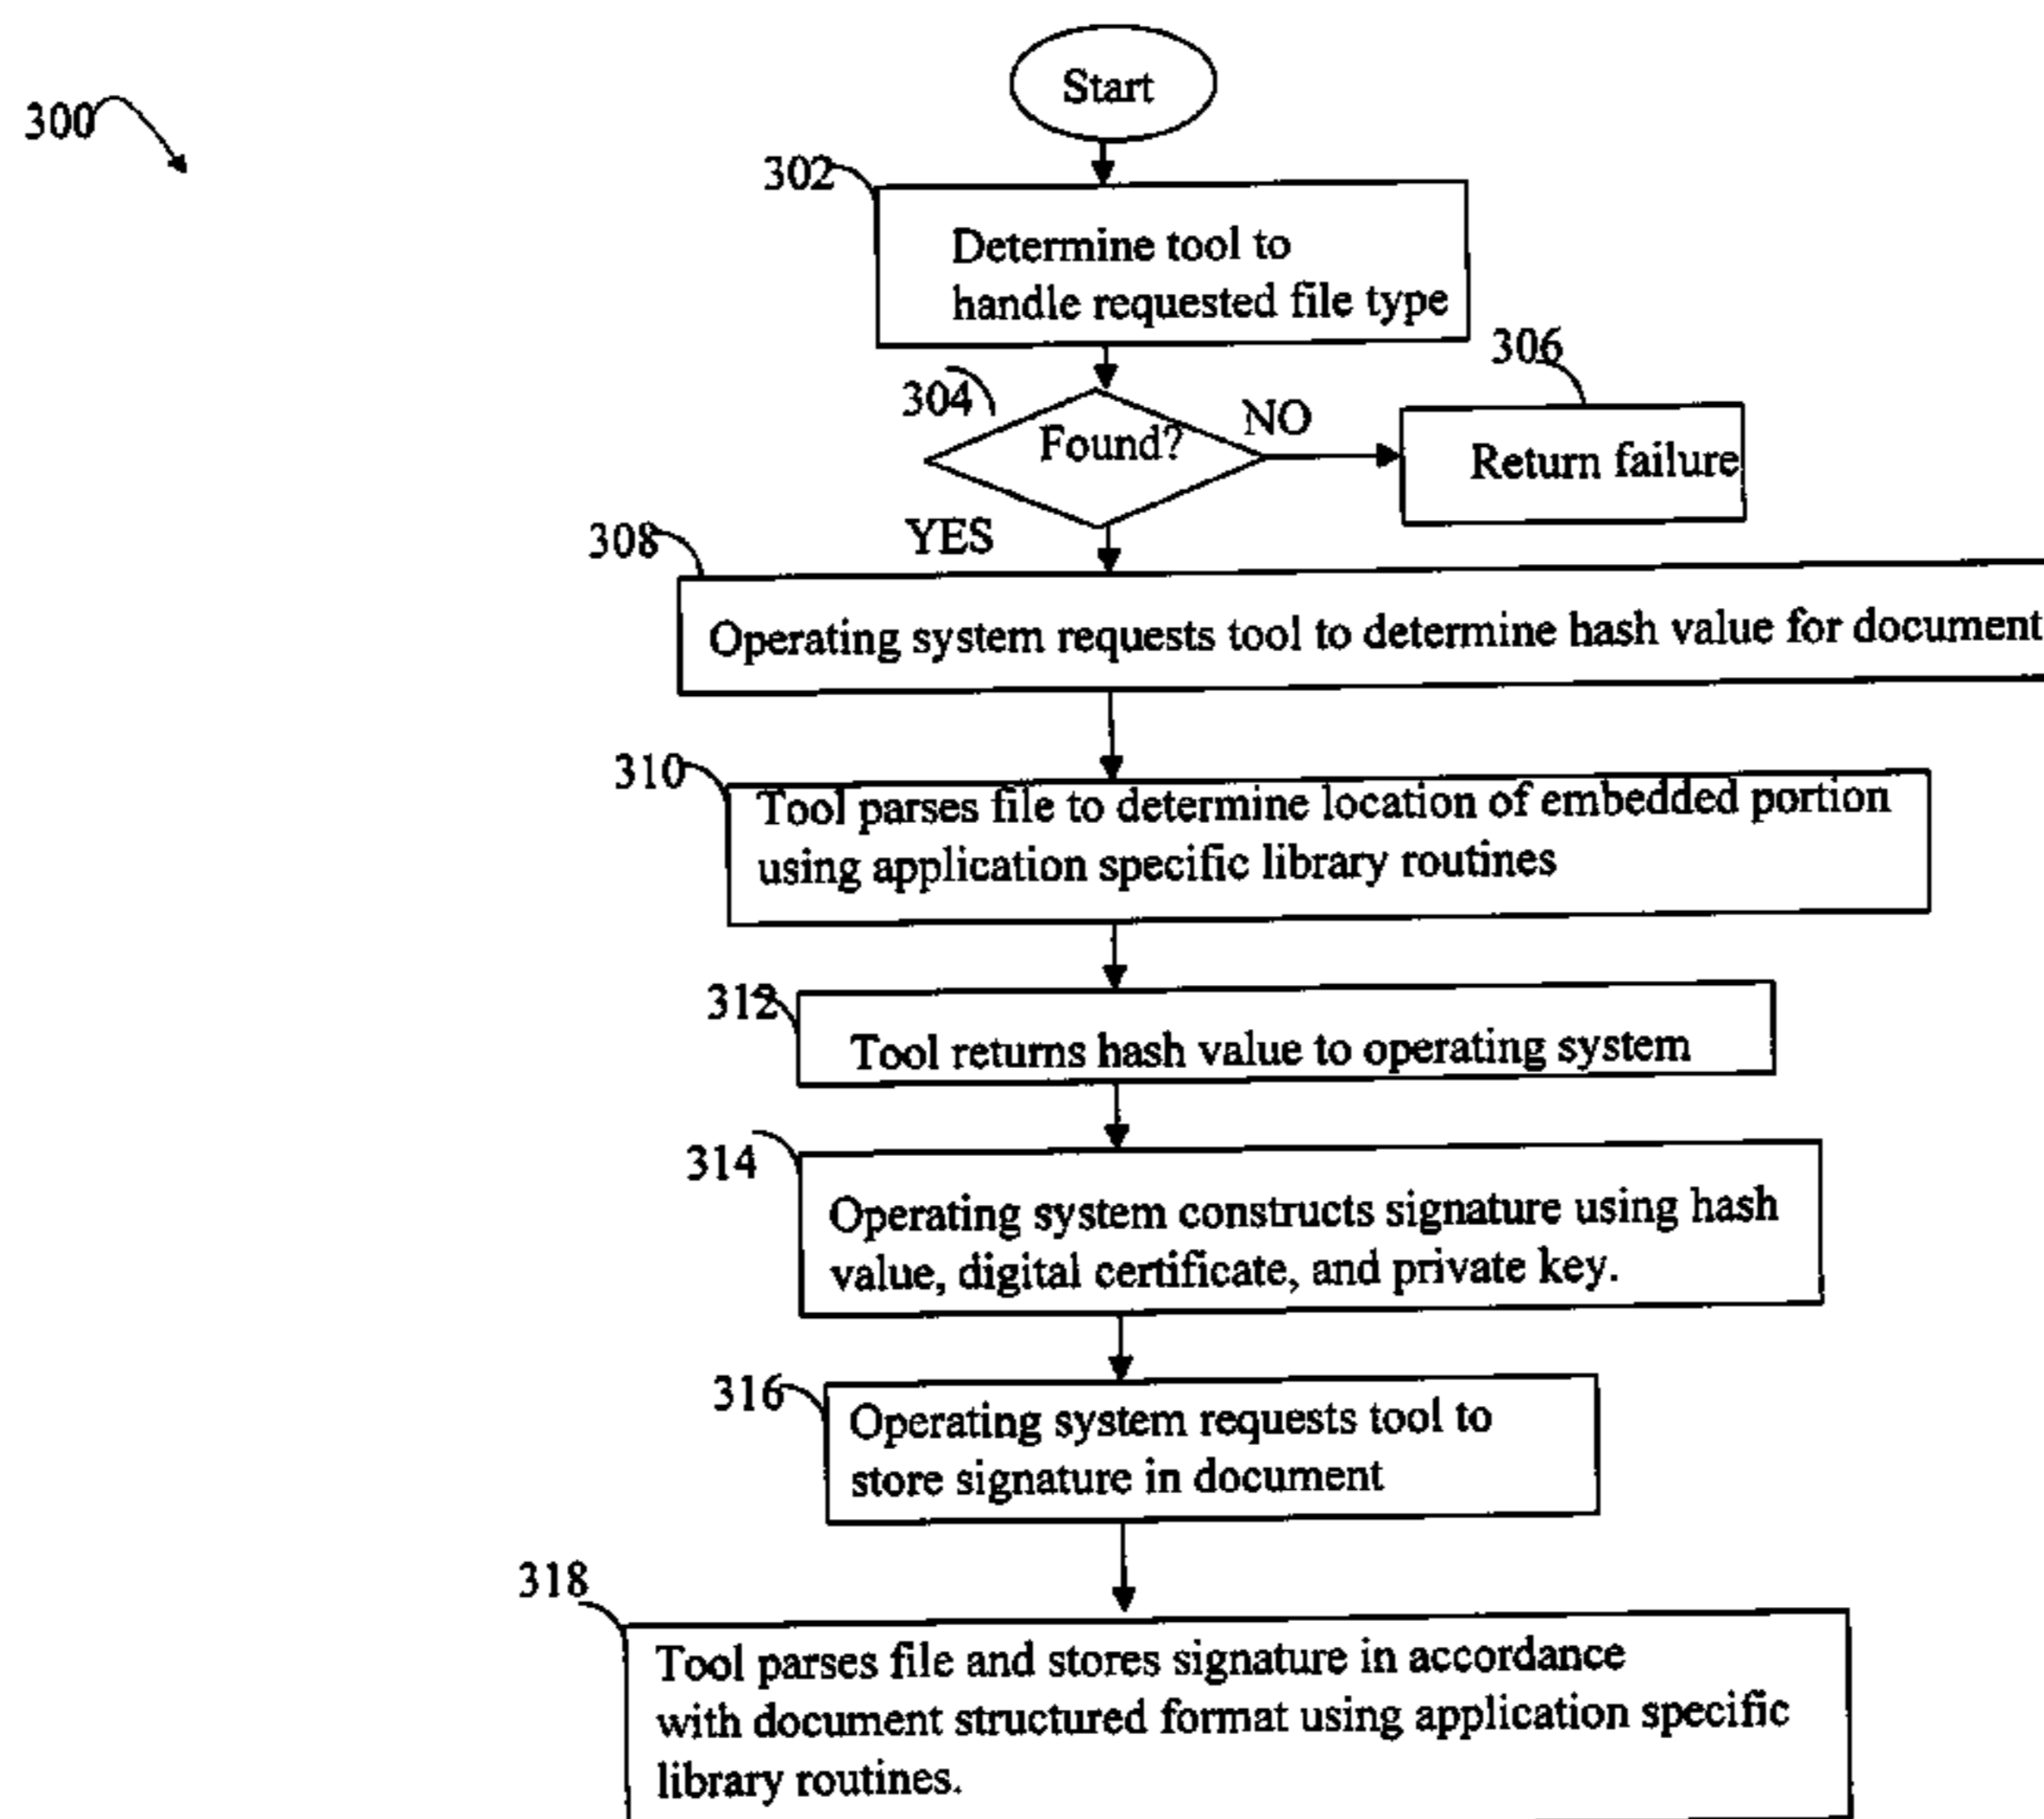 Start
300
302
Determine tool to
handle requested file type
306
304
Found?
NO
Return failure
YES
308
Operating system requests tool to determine hash value for document
310
Tool parses file to determine location of embedded portion
using application specific library routines
312
Tool returns hash value to operating system
314
Operating system constructs signature using hash
value, digital certificate, and private key.
316
Operating system requests tool to
store signature in document
318
Tool parses file and stores signature in accordance
with document structured format using application specific
library routines.